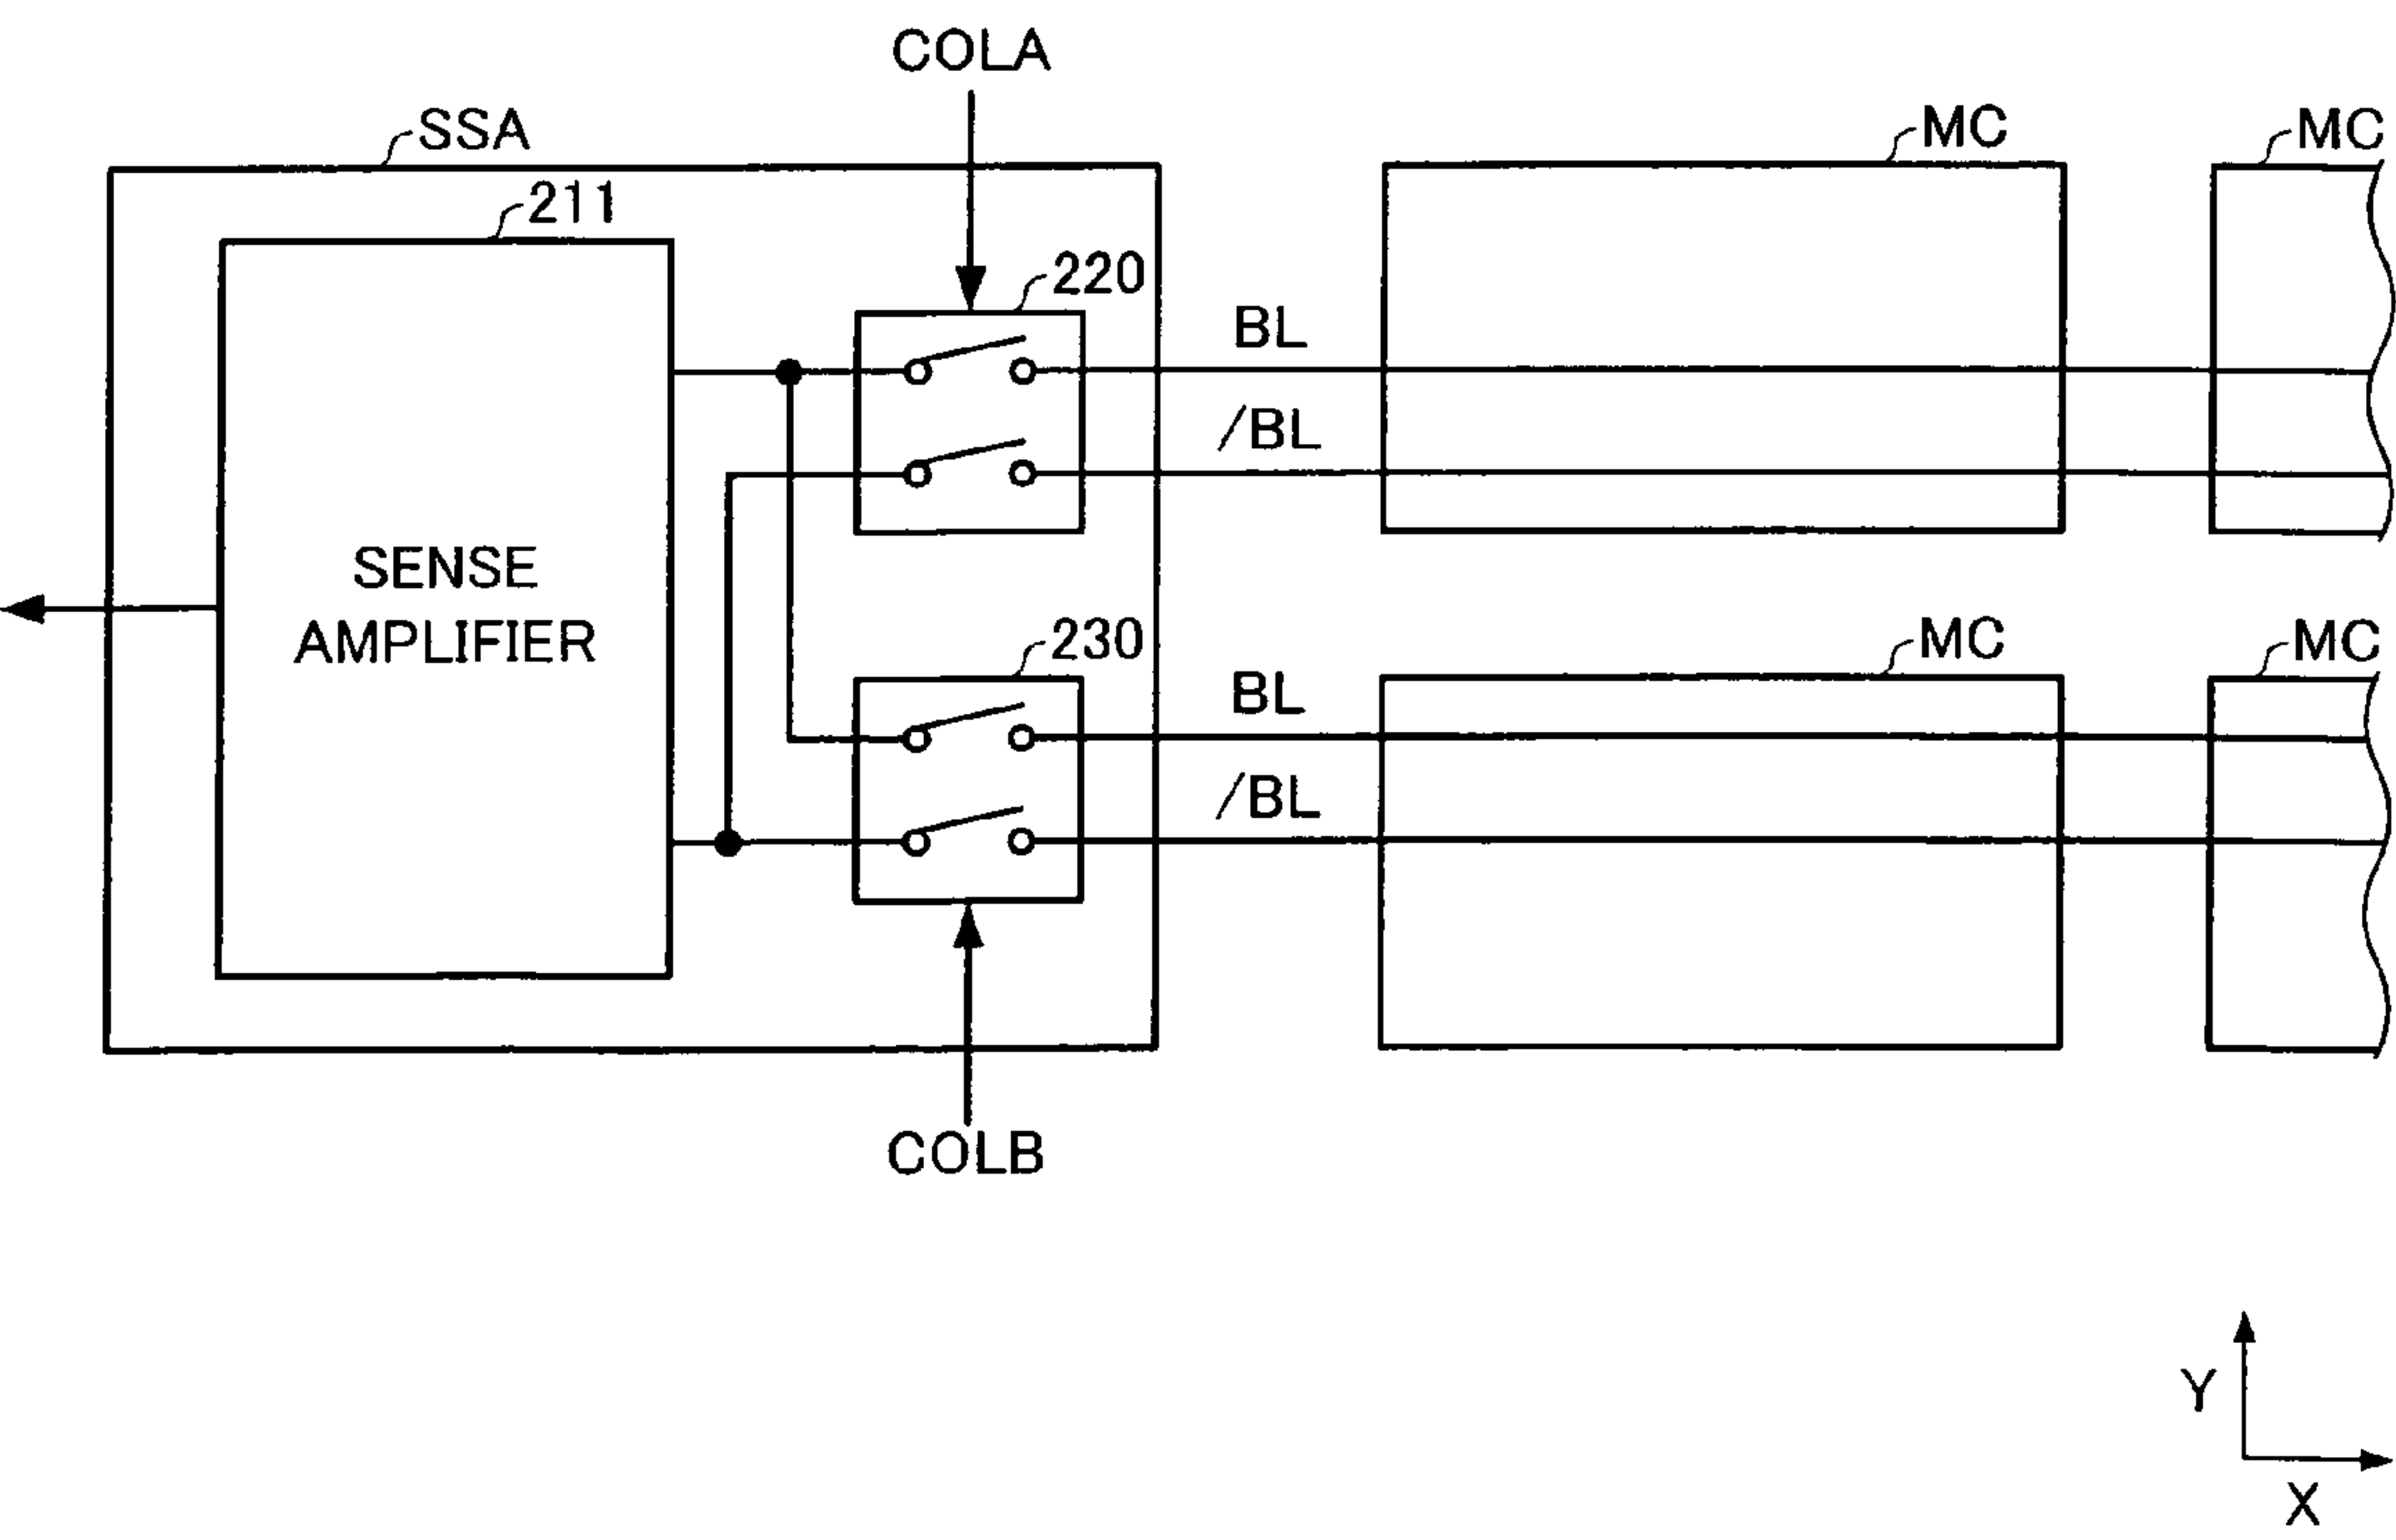 COLA
SSA
MC
MC
211
220
BL
/BL
SENSE
AMPLIFIER
230
MC
MC
BL
/BL
COLB
Y
X